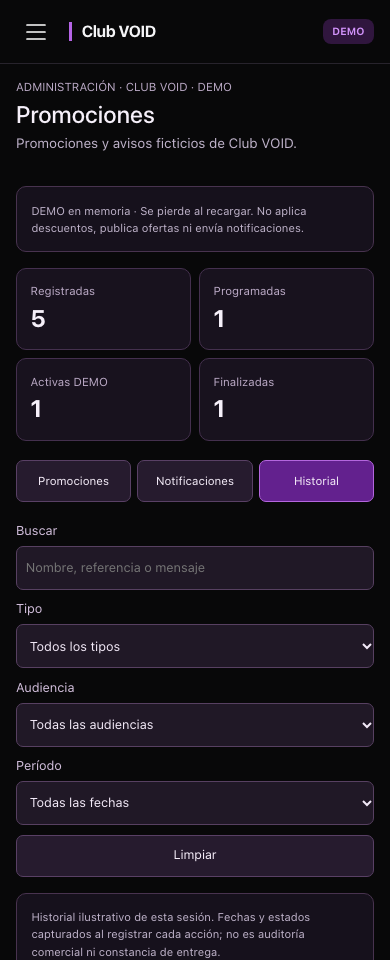 Club VOID
DEMO
ADMINISTRACIÓN · CLUB VOID · DEMO
Promociones
Promociones y avisos ficticios de Club VOID.
DEMO en memoria · Se pierde al recargar. No aplica
descuentos, publica ofertas ni envía notificaciones.
Registradas
5
Programadas
1
Activas DEMO
1
Finalizadas
1
Promociones
Notificaciones
Historial
Buscar
Nombre, referencia o mensaje
Tipo
Todos los tipos
Audiencia
Todas las audiencias
Período
Todas las fechas
Limpiar
Historial ilustrativo de esta sesión. Fechas y estados
capturados al registrar cada acción; no es auditoría
comercial ni constancia de entrega.